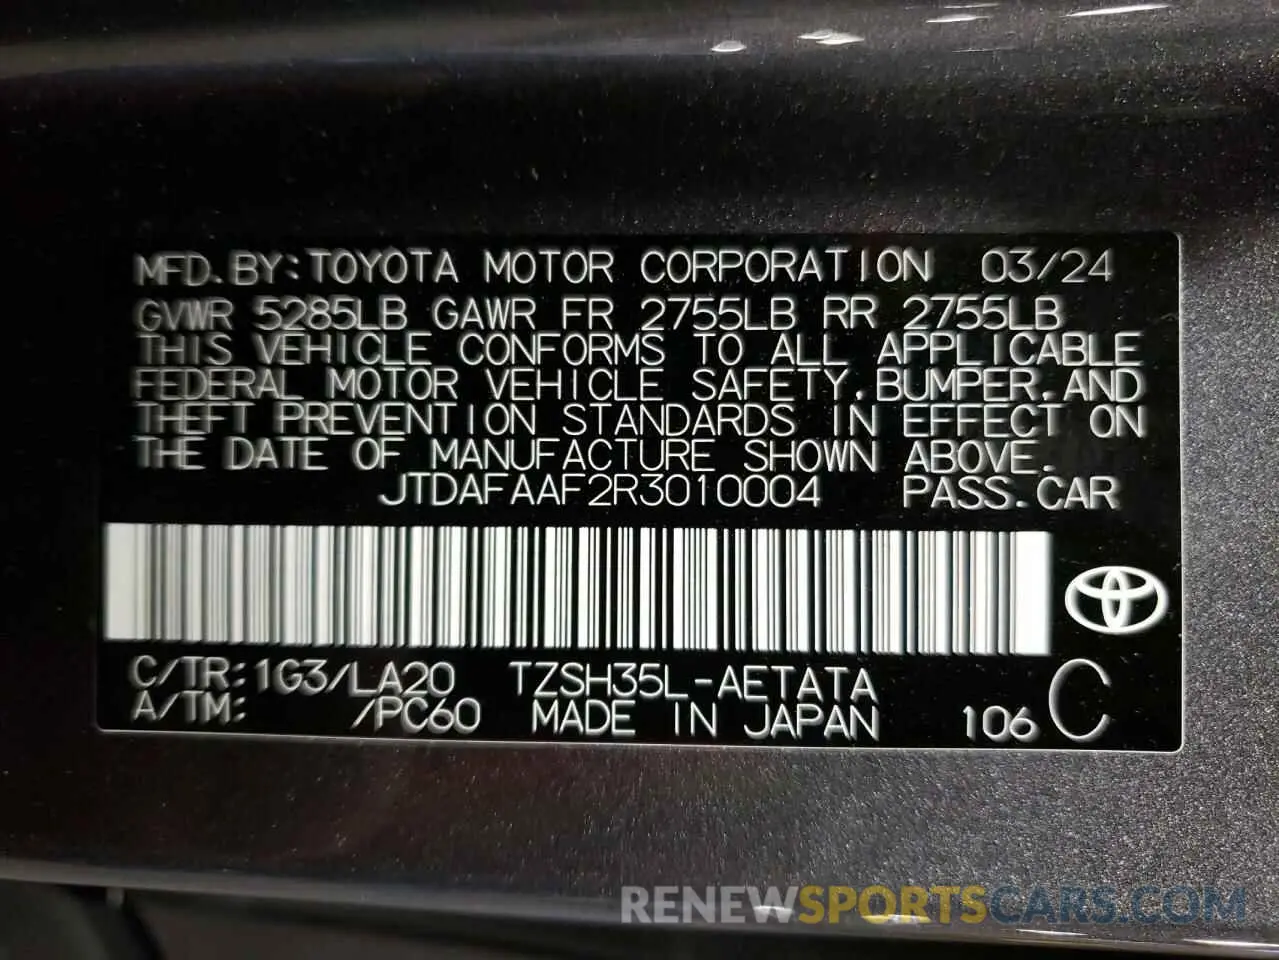 MFD.BY:TOYOTA MOTOR CORPORATION 03/24
GVWR 5285LB GAWR FR 2755LB RR 2755LB
THIS VEHICLE CONFORMS TO ALL APPLICABLE
FEDERAL MOTOR VEHICLE SAFETY,BUMPER,AND
THEFT PREVENTION STANDARDS IN EFFECT ON
THE DATE OF MANUFACTURE SHOWN ABOVE.
JTDAFAAF2R3010004 PASS.CAR
C/TR:1G3/LA20 TZSH35L-AETATA C
A/TM: /PC60 MADE IN JAPAN 106
RENEWSPORTSCARS.COM